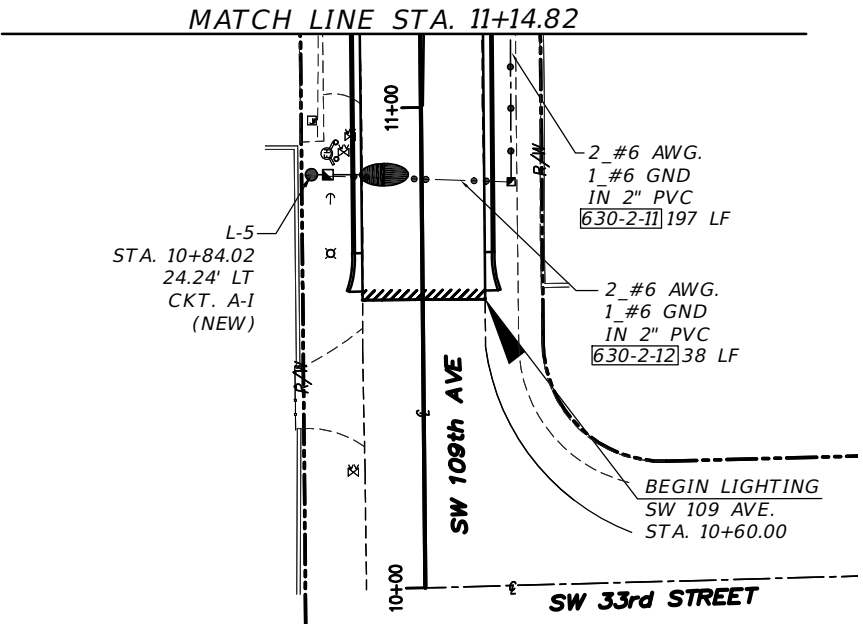 MATCH LINE STA. 11+14.82
11+00
R/W
2_#6 AWG.
1_#6 GND
IN 2" PVC
630-2-11 197 LF
L-5
STA. 10+84.02
24.24' LT
CKT. A-I
(NEW)
2_#6 AWG.
1_#6 GND
IN 2" PVC
630-2-12 38 LF
R/W
SW 109th AVE
BEGIN LIGHTING
SW 109 AVE.
STA. 10+60.00
10+00
SW 33rd STREET